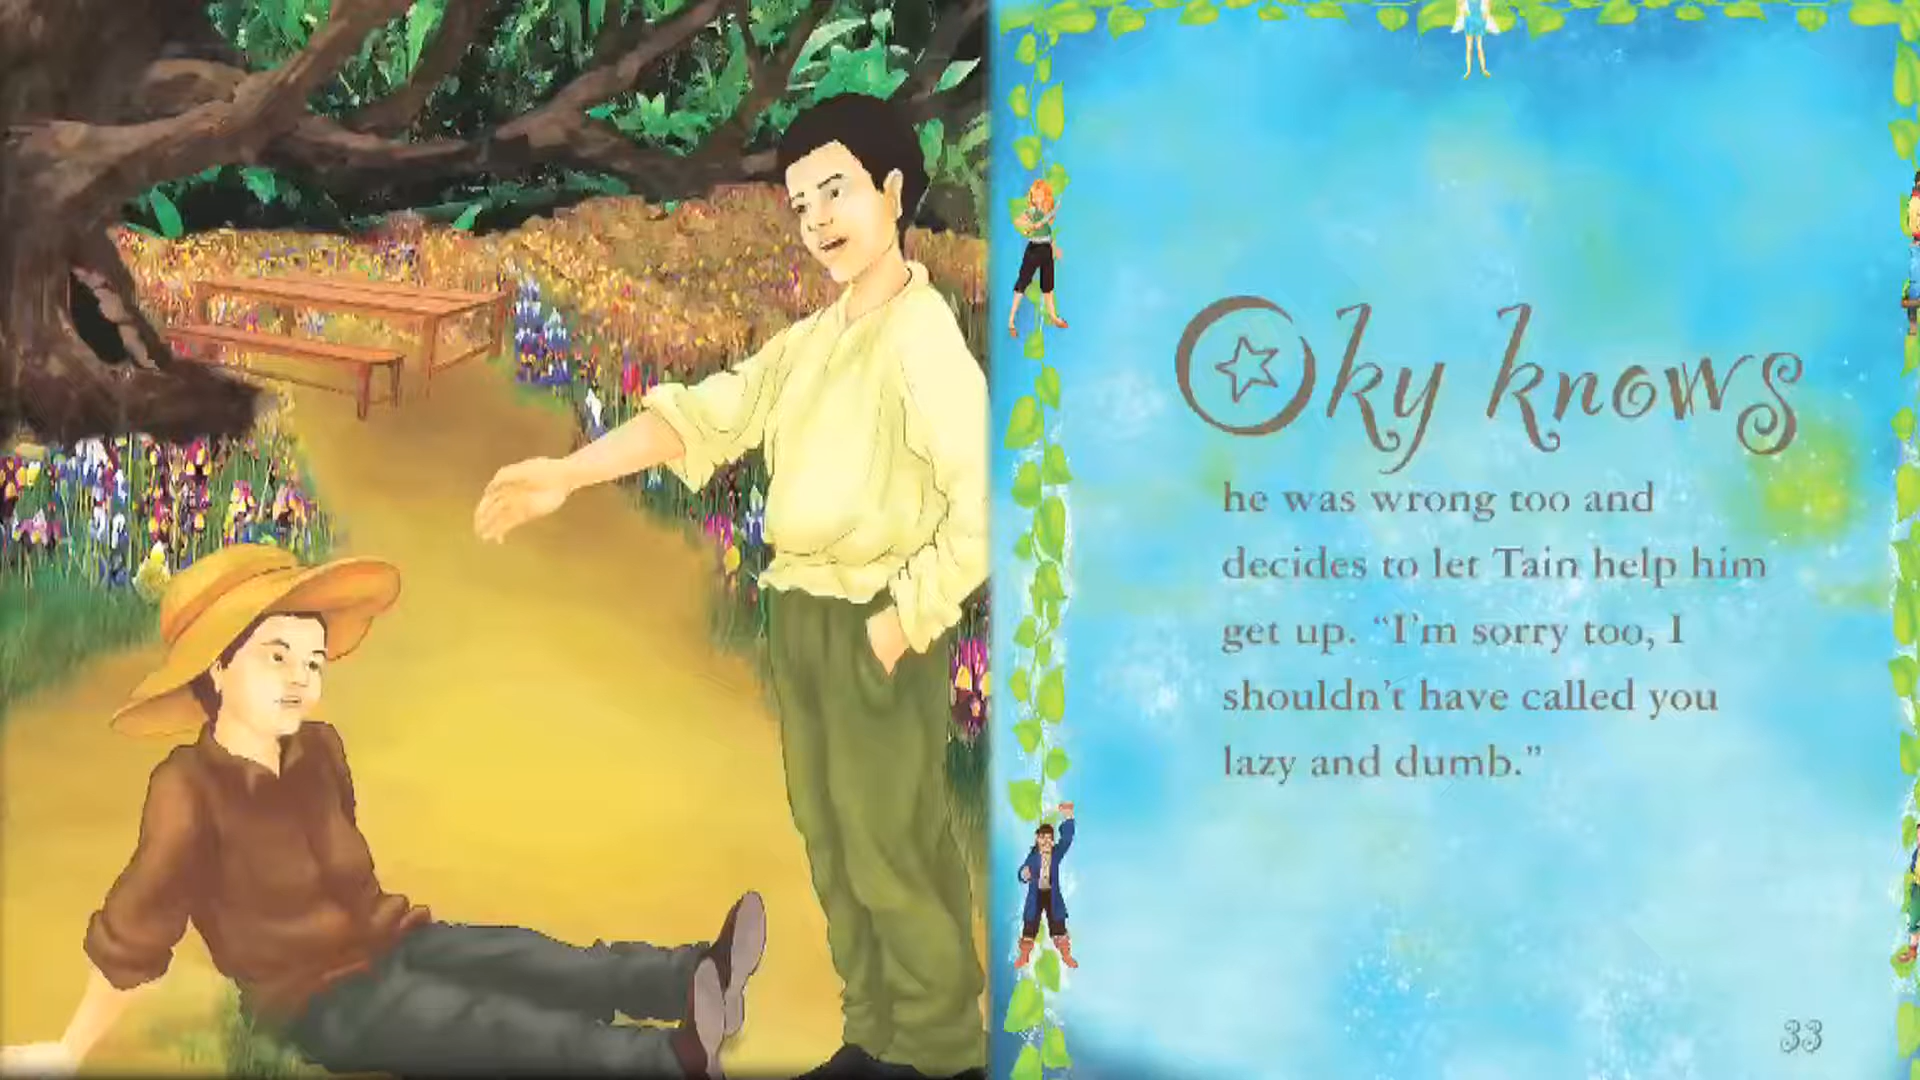 Oky knows
he was wrong too and
decides to let Tain help him
get up. “I’m sorry too, I
shouldn’t have called you
lazy and dumb.”
33